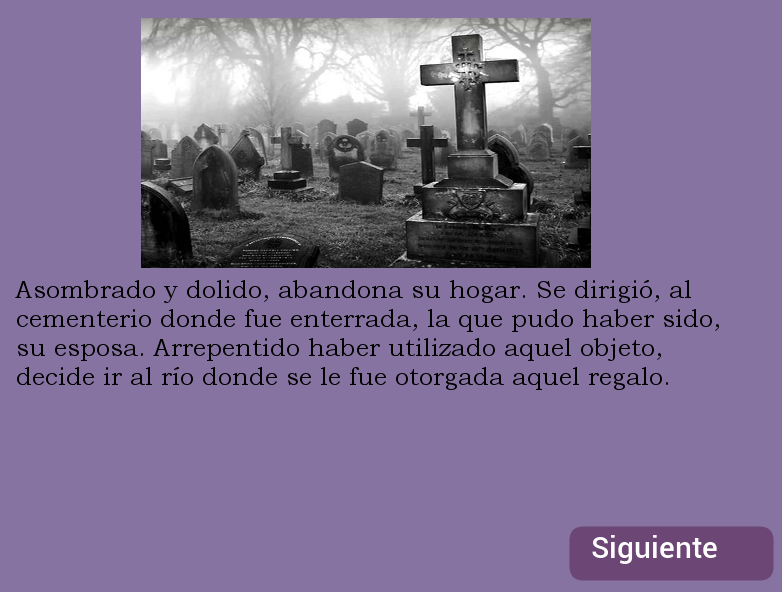 Asombrado y dolido, abandona su hogar. Se dirigió, al
cementerio donde fue enterrada, la que pudo haber sido,
su esposa. Arrepentido haber utilizado aquel objeto,
decide ir al río donde se le fue otorgada aquel regalo.
Siguiente